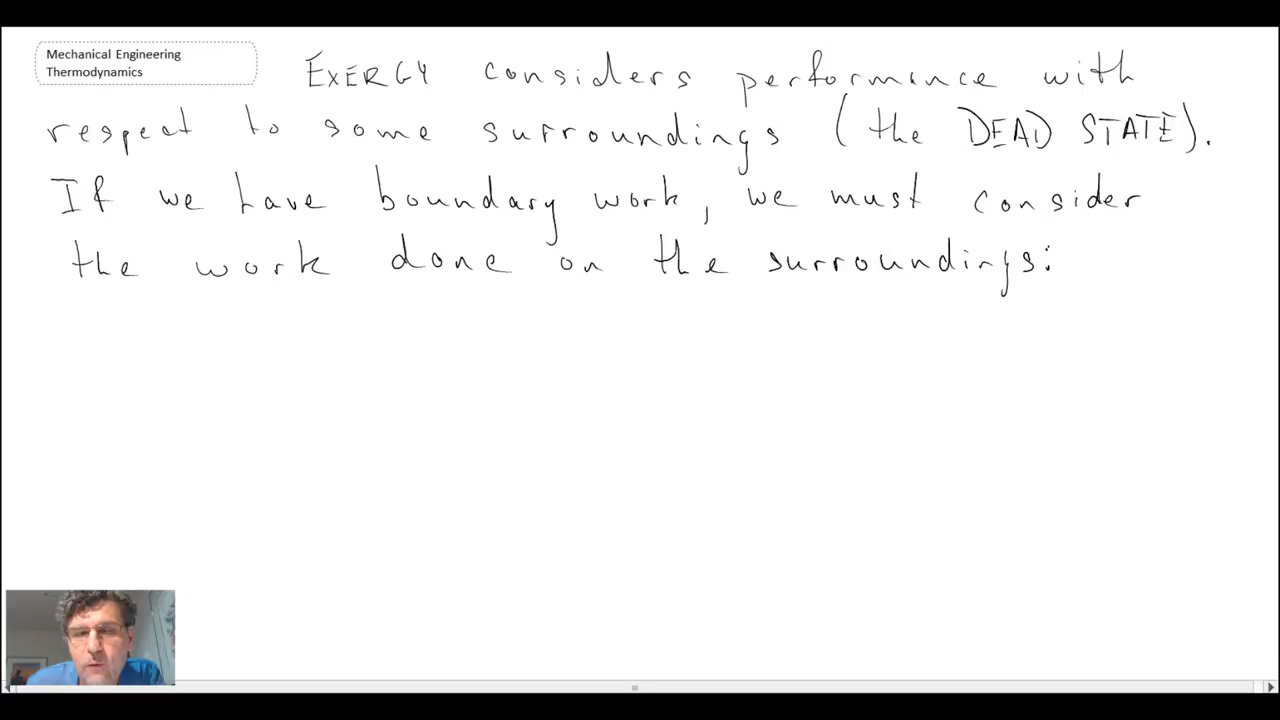 Mechanical Engineering
Thermodynamics
EXERGY considers performance with
respect to some surroundings (the DEAD STATE).
If we have boundary work, we must consider
the work done on the surroundings: